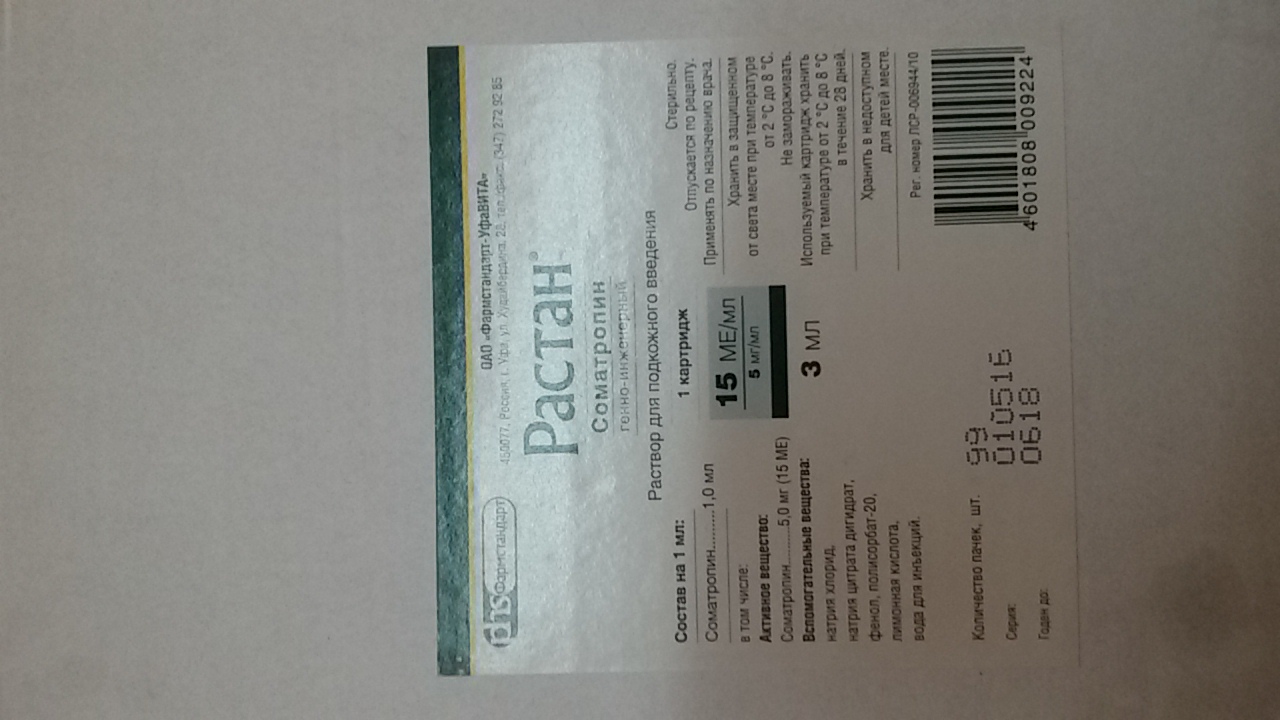 ОАО «Фармстандарт-УфаВИТА»
450077, Россия, г. Уфа, ул. Худайбердина, 28, тел./факс: (347) 272 92 85
Фармстандарт
Растан®
Соматропин
генно-инженерный
Раствор для подкожного введения
1 картридж
15 МЕ/мл
5 мг/мл
3 мл
Состав на 1 мл:
Соматропин..........1,0 мл
в том числе:
Активное вещество:
Соматропин..........5,0 мг (15 МЕ)
Вспомогательные вещества:
натрия хлорид,
натрия цитрата дигидрат,
фенол, полисорбат-20,
лимонная кислота,
вода для инъекций.
Стерильно.
Отпускается по рецепту.
Применять по назначению врача.
Хранить в защищенном
от света месте при температуре
от 2 °С до 8 °С.
Не замораживать.
Используемый картридж хранить
при температуре от 2 °С до 8 °С
в течение 28 дней.
Хранить в недоступном
для детей месте.
Рег. номер ЛСР-006944/10
4 601808 009224
Количество пачек, шт. 99
Серия: 010516
Годен до: 0618